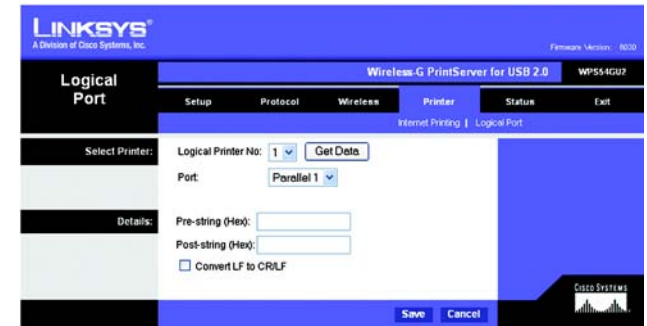 LINKSYS®
A Division of Cisco Systems, Inc.
Firmware Version: 6030
Logical Port
Wireless-G PrintServer for USB 2.0 WPS54GU2
Setup Protocol Wireless Printer Status Exit
Internet Printing | Logical Port
Select Printer:
Logical Printer No: 1 Get Data
Port: Parallel 1
Details:
Pre-string (Hex):
Post-string (Hex):
Convert LF to CR/LF
CISCO SYSTEMS
Save Cancel